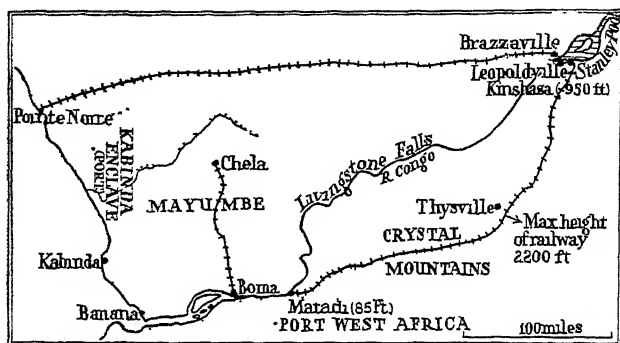 Brazzaville
Leopoldville
Kinshasa (-950 ft)
Stanley Pool
Pointe Noire
KABINDA
ENCLAVE
(PORT.)
Chela
MAYUMBE
Livingstone Falls
R Congo
Thysville
Max. height
of railway
2200 ft
CRYSTAL
MOUNTAINS
Kabinda
Boma
Banana
Matadi (85 Ft)
PORT WEST AFRICA
100 miles